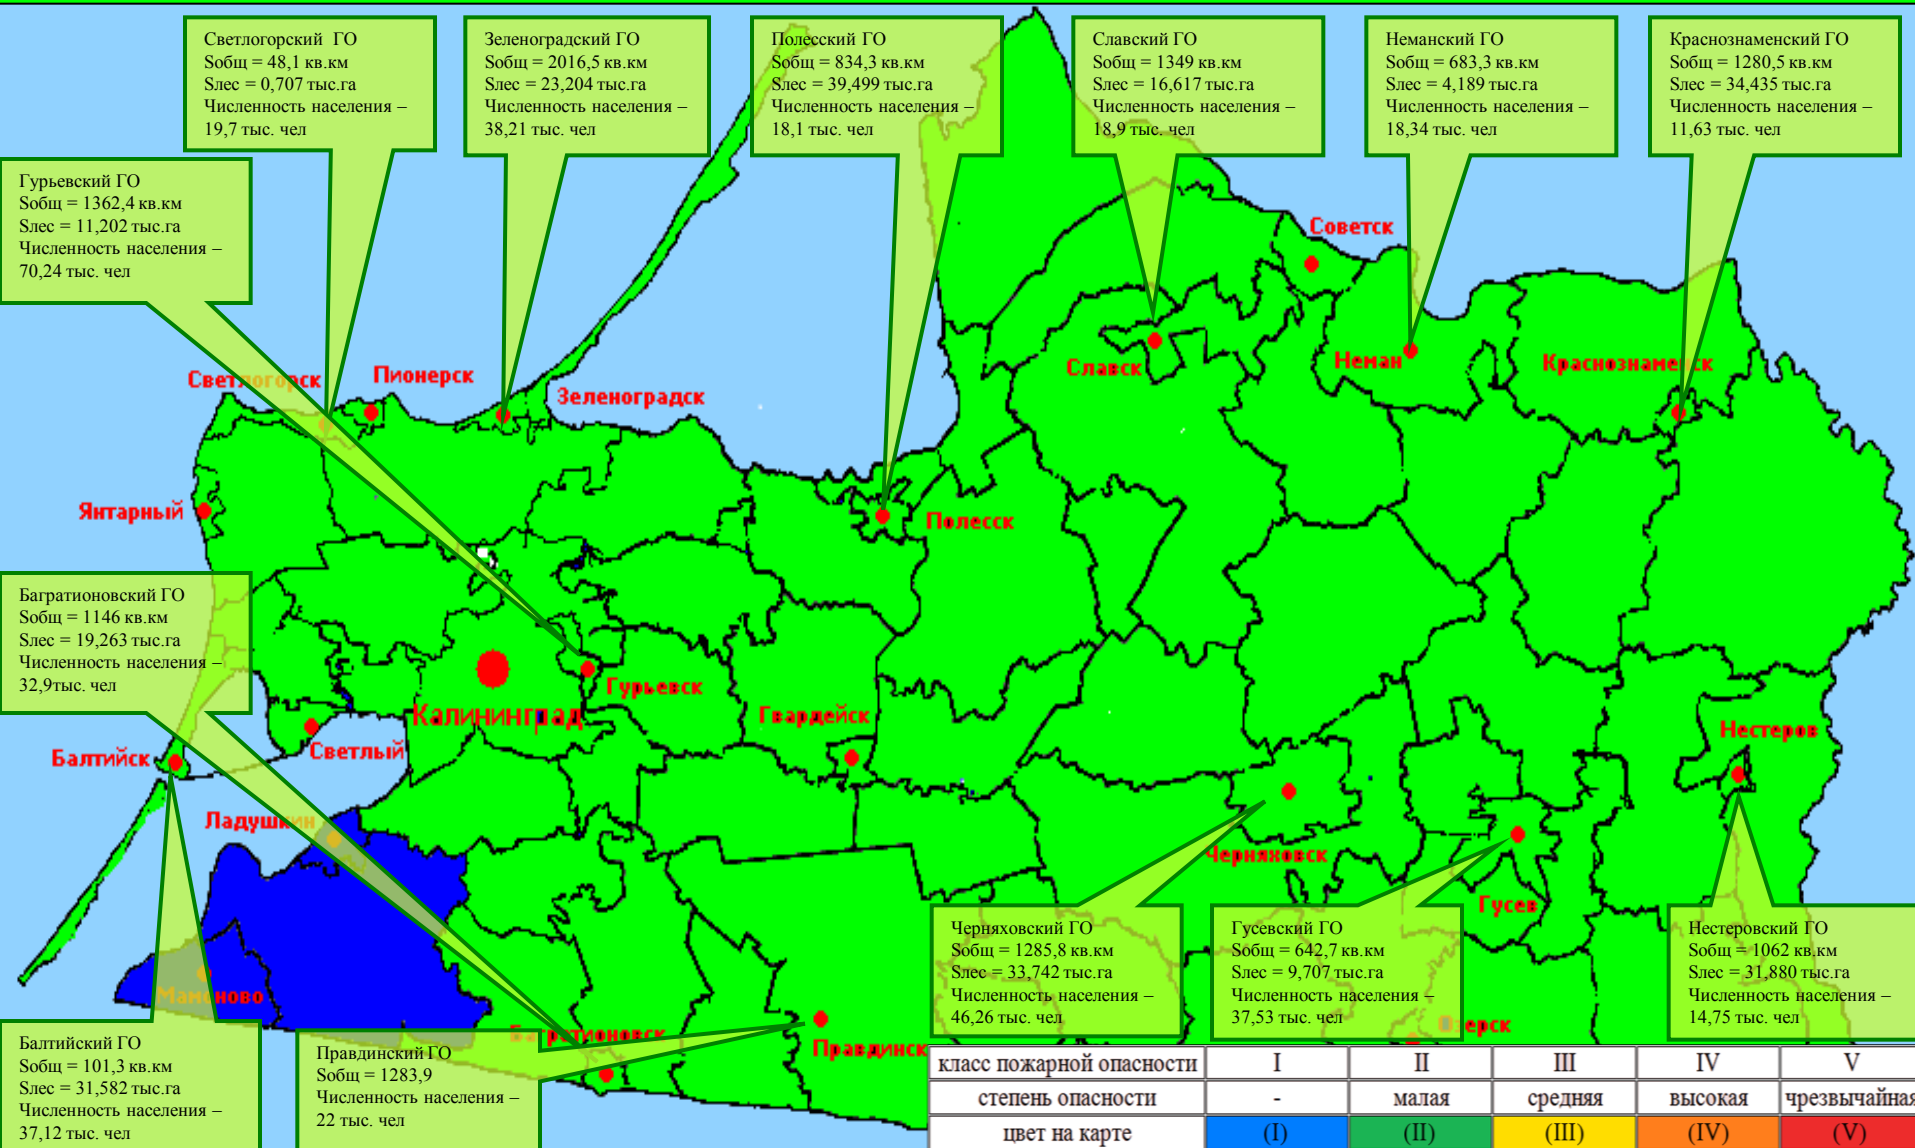 Светлогорский ГО
Sобщ = 48,1 кв.км
Sлес = 0,707 тыс.га
Численность населения –
19,7 тыс. чел
Зеленоградский ГО
Sобщ = 2016,5 кв.км
Sлес = 23,204 тыс.га
Численность населения –
38,21 тыс. чел
Полесский ГО
Sобщ = 834,3 кв.км
Sлес = 39,499 тыс.га
Численность населения –
18,1 тыс. чел
Славский ГО
Sобщ = 1349 кв.км
Sлес = 16,617 тыс.га
Численность населения –
18,9 тыс. чел
Неманский ГО
Sобщ = 683,3 кв.км
Sлес = 4,189 тыс.га
Численность населения –
18,34 тыс. чел
Краснознаменский ГО
Sобщ = 1280,5 кв.км
Sлес = 34,435 тыс.га
Численность населения –
11,63 тыс. чел
Гурьевский ГО
Sобщ = 1362,4 кв.км
Sлес = 11,202 тыс.га
Численность населения –
70,24 тыс. чел
Советск
Неман
Краснознаменск
Славск
Светлогорск
Пионерск
Зеленоградск
Янтарный
Полесск
Багратионовский ГО
Sобщ = 1146 кв.км
Sлес = 19,263 тыс.га
Численность населения –
32,9тыс. чел
Гурьевск
Калининград
Гвардейск
Нестеров
Светлый
Балтийск
Ладушкин
Черняховск
Гусев
Мамоново
Багратионовск
Правдинск
Озерск
Черняховский ГО
Sобщ = 1285,8 кв.км
Sлес = 33,742 тыс.га
Численность населения –
46,26 тыс. чел
Гусевский ГО
Sобщ = 642,7 кв.км
Sлес = 9,707 тыс.га
Численность населения –
37,53 тыс. чел
Нестеровский ГО
Sобщ = 1062 кв.км
Sлес = 31,880 тыс.га
Численность населения –
14,75 тыс. чел
Балтийский ГО
Sобщ = 101,3 кв.км
Sлес = 31,582 тыс.га
Численность населения –
37,12 тыс. чел
Правдинский ГО
Sобщ = 1283,9
Численность населения –
22 тыс. чел
класс пожарной опасности I II III IV V
степень опасности - малая средняя высокая чрезвычайная
цвет на карте (I) (II) (III) (IV) (V)